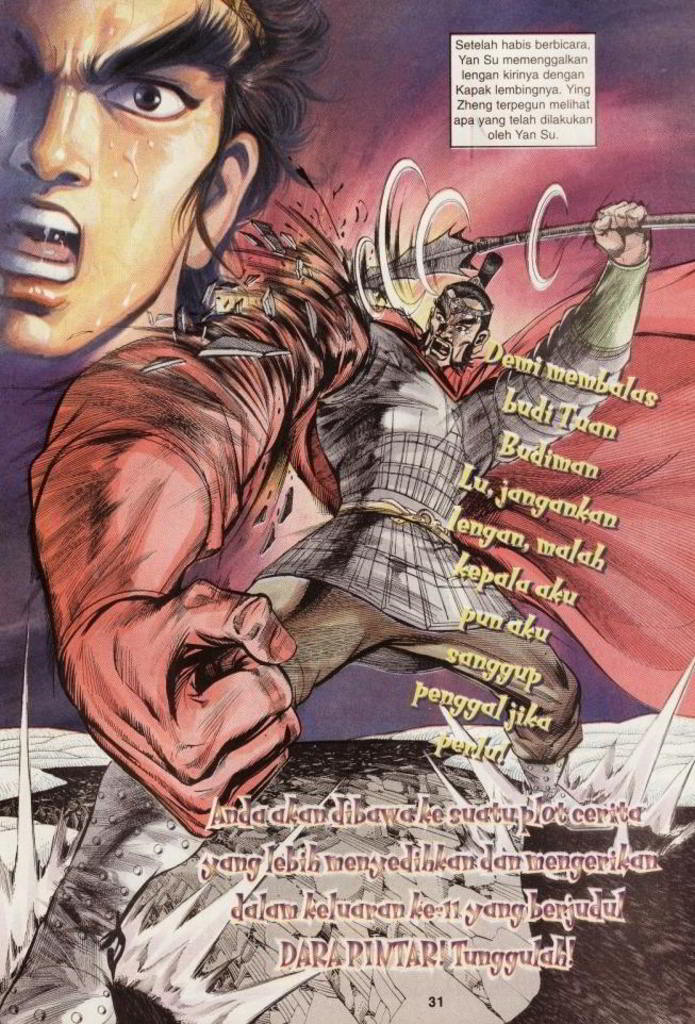 Setelah habis berbicara,
Yan Su memenggalkan
lengan kirinya dengan
Kapak lembingnya. Ying
Zheng terpegun melihat
apa yang telah dilakukan
oleh Yan Su.
Demi membalas
budi Tuan
Budiman
Lu, jangankan
lengan, malah
kepala aku
pun aku
sanggup
penggal jika
perlu!
Anda akan dibawa ke suatu plot cerita
yang lebih menyedihkan dan mengerikan
dalam keluaran ke-11 yang berjudul
DARA PINTAR! Tunggulah!
31